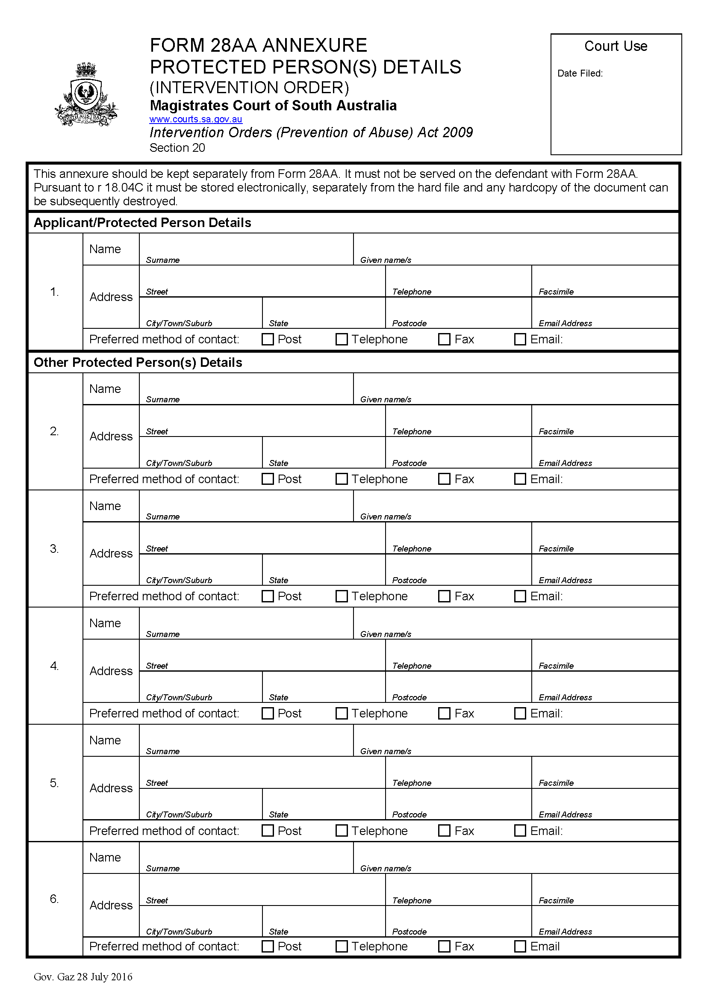 FORM 28AA ANNEXURE
PROTECTED PERSON(S) DETAILS
(INTERVENTION ORDER)
Magistrates Court of South Australia
www.courts.sa.gov.au
Intervention Orders (Prevention of Abuse) Act 2009
Section 20
Court Use
Date Filed:
SOUTH AUSTRALIA
This annexure should be kept separately from Form 28AA. It must not be served on the defendant with Form 28AA.
Pursuant to r 18.04C it must be stored electronically, separately from the hard file and any hardcopy of the document can
be subsequently destroyed.
Applicant/Protected Person Details
1.
Name
Surname Given name/s
Address
Street Telephone Facsimile
City/Town/Suburb State Postcode Email Address
Preferred method of contact: Post Telephone Fax Email:
Other Protected Person(s) Details
2.
Name
Surname Given name/s
Address
Street Telephone Facsimile
City/Town/Suburb State Postcode Email Address
Preferred method of contact: Post Telephone Fax Email:
3.
Name
Surname Given name/s
Address
Street Telephone Facsimile
City/Town/Suburb State Postcode Email Address
Preferred method of contact: Post Telephone Fax Email:
4.
Name
Surname Given name/s
Address
Street Telephone Facsimile
City/Town/Suburb State Postcode Email Address
Preferred method of contact: Post Telephone Fax Email:
5.
Name
Surname Given name/s
Address
Street Telephone Facsimile
City/Town/Suburb State Postcode Email Address
Preferred method of contact: Post Telephone Fax Email:
6.
Name
Surname Given name/s
Address
Street Telephone Facsimile
City/Town/Suburb State Postcode Email Address
Preferred method of contact: Post Telephone Fax Email
Gov. Gaz 28 July 2016